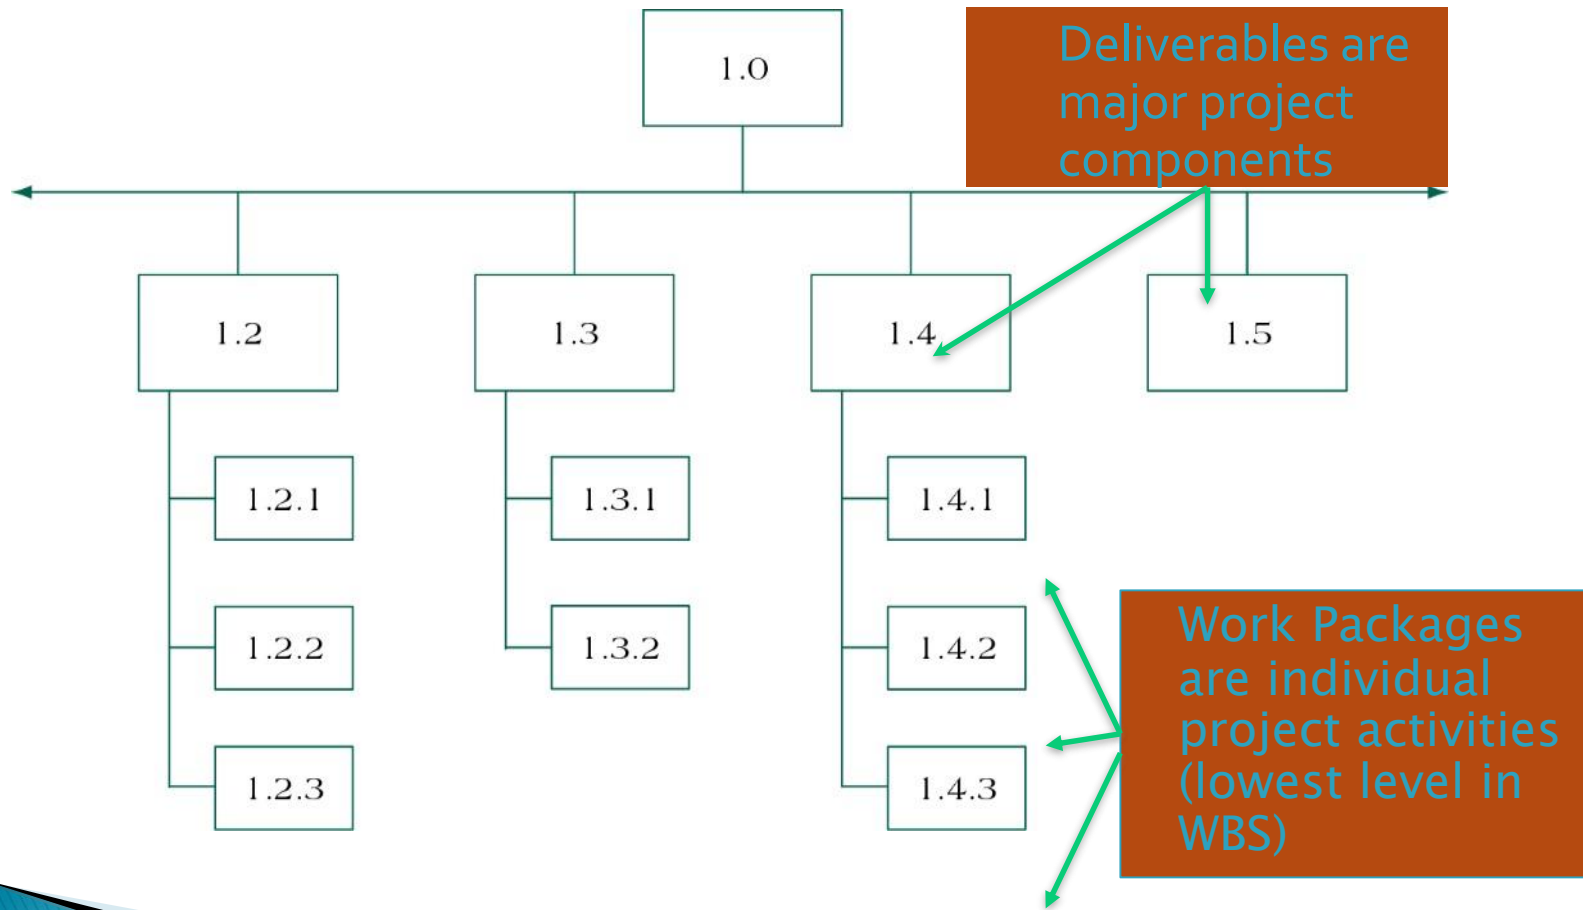 1.0
Deliverables are
major project
components
1.2
1.3
1.4
1.5
1.2.1
1.3.1
1.4.1
1.2.2
1.3.2
1.4.2
1.2.3
1.4.3
Work Packages
are individual
project activities
(lowest level in
WBS)